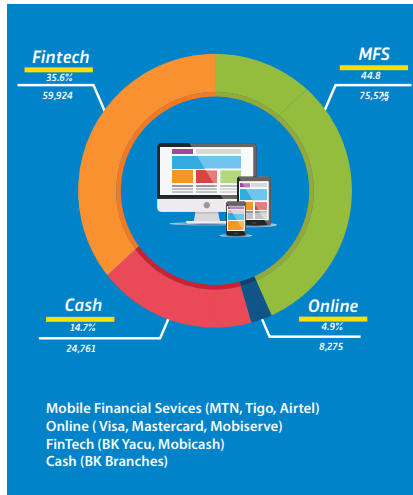 Fintech
35.6%
59,924
MFS
44.8
75,575
%
Cash
14.7%
24,761
Online
4.9%
8,275
Mobile Financial Sevices (MTN, Tigo, Airtel)
Online ( Visa, Mastercard, Mobiserve)
FinTech (BK Yacu, Mobicash)
Cash (BK Branches)